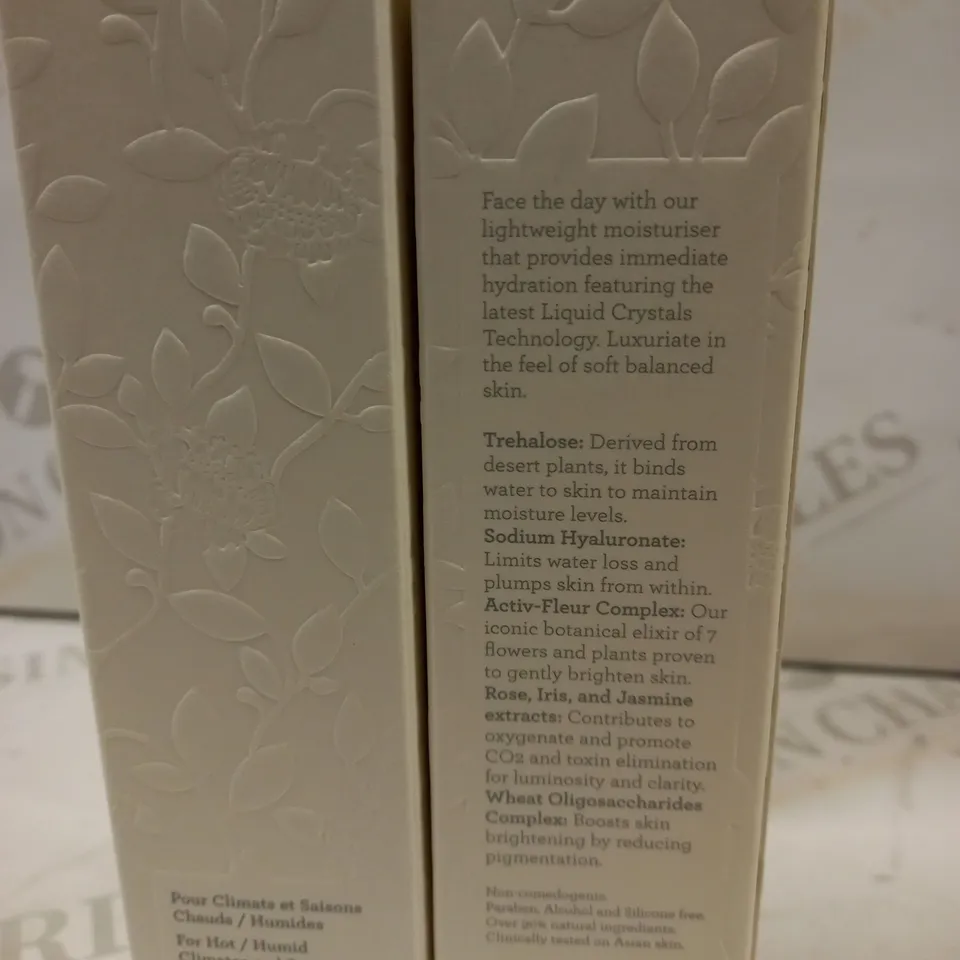 Pour Climats et Saisons
Chauds / Humides
For Hot / Humid
Face the day with our
lightweight moisturiser
that provides immediate
hydration featuring the
latest Liquid Crystals
Technology. Luxuriate in
the feel of soft balanced
skin.
Trehalose: Derived from
desert plants, it binds
water to skin to maintain
moisture levels.
Sodium Hyaluronate:
Limits water loss and
plumps skin from within.
Activ-Fleur Complex: Our
iconic botanical elixir of 7
flowers and plants proven
to gently brighten skin.
Rose, Iris, and Jasmine
extracts: Contributes to
oxygenate and promote
CO2 and toxin elimination
for luminosity and clarity.
Wheat Oligosaccharides
Complex: Boosts skin
brightening by reducing
pigmentation.
Non comedogenic
Paraben, Alcohol and Silicone free
Over 90% natural ingredients
Clinically tested on Asian skin.